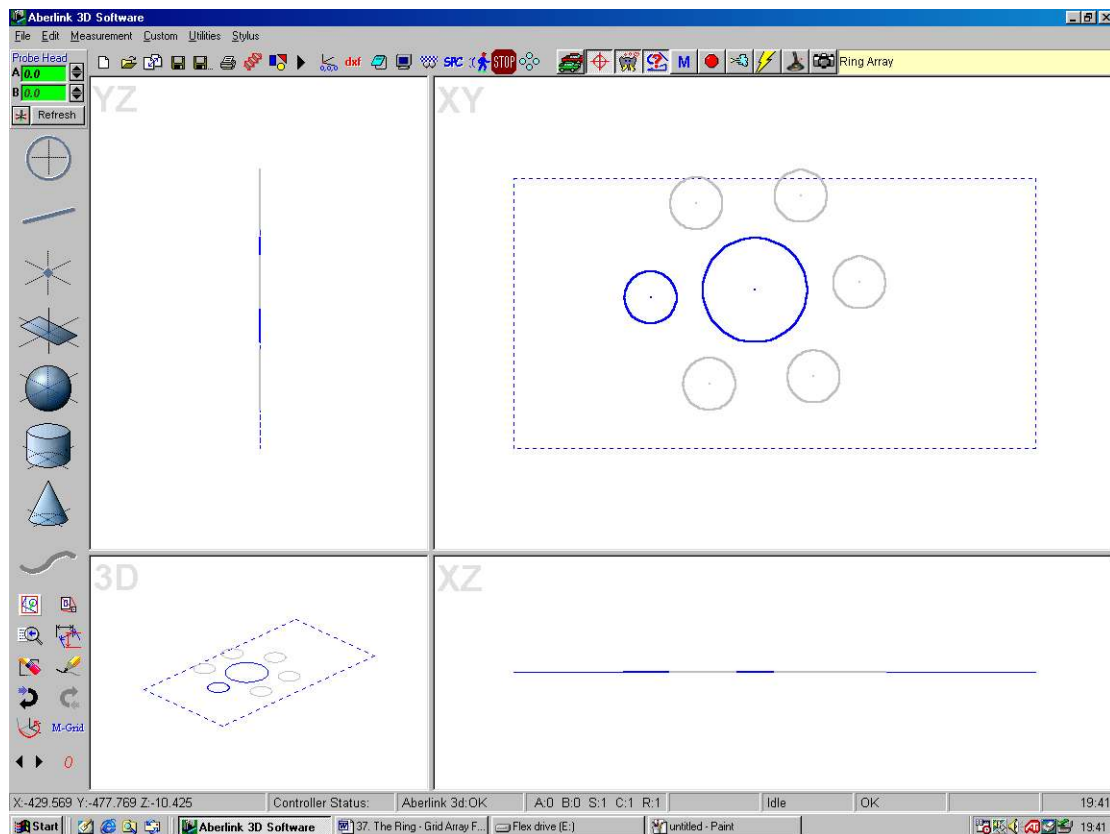 Aberlink 3D Software
File Edit Measurement Custom Utilities Stylus
Probe Head
A 0.0
B 0.0
Refresh
dxf
SPC
STOP
M
Ring Array
YZ
XY
3D
XZ
M-Grid
0
X:-429.569 Y:-477.769 Z:-10.425 Controller Status: Aberlink 3d:OK A:0 B:0 S:1 C:1 R:1 Idle OK 19:41
Start Aberlink 3D Software 37. The Ring - Grid Array F... Flex drive (E:) untitled - Paint 19:41